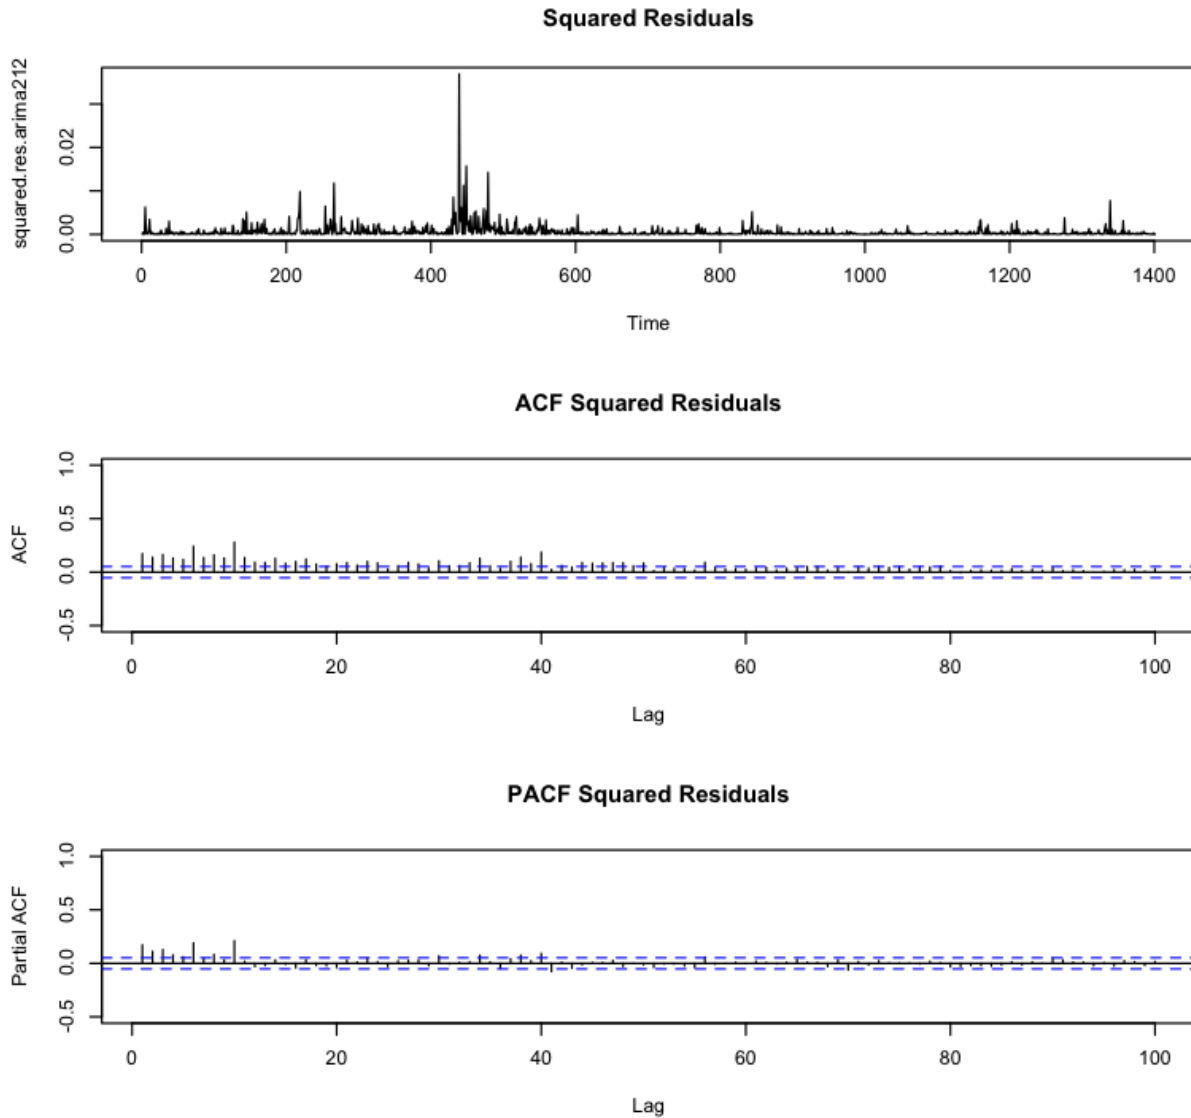 Squared Residuals
squared.res.arima212
0.00 0.02
0 200 400 600 800 1000 1200 1400
Time
ACF Squared Residuals
ACF
-0.5 0.0 0.5 1.0
0 20 40 60 80 100
Lag
PACF Squared Residuals
Partial ACF
-0.5 0.0 0.5 1.0
0 20 40 60 80 100
Lag